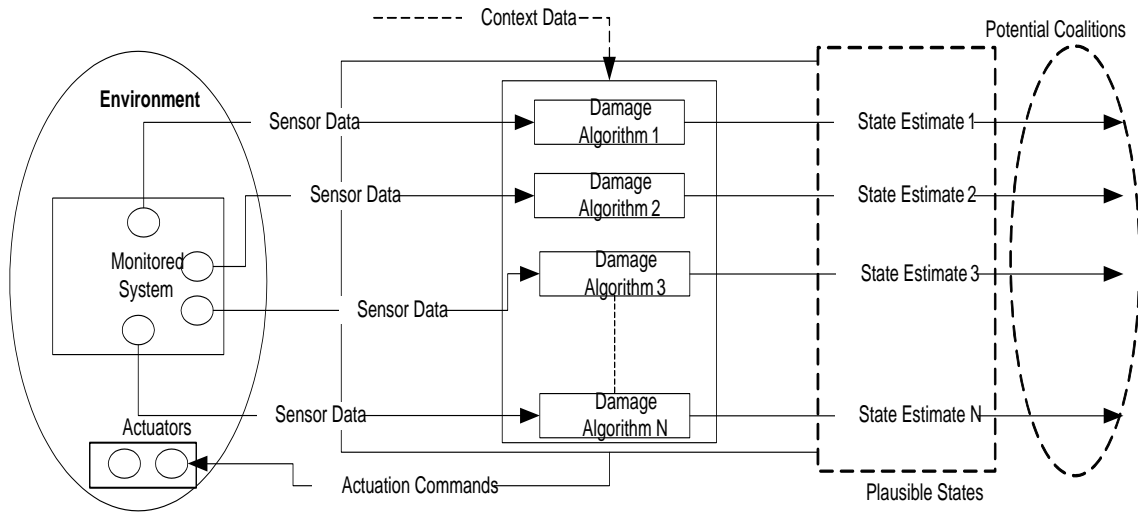 Context Data
Potential Coalitions
Environment
Sensor Data
Damage
Algorithm 1
State Estimate 1
Sensor Data
Damage
Algorithm 2
State Estimate 2
Monitored
System
Sensor Data
Damage
Algorithm 3
State Estimate 3
Sensor Data
Damage
Algorithm N
State Estimate N
Actuators
Actuation Commands
Plausible States